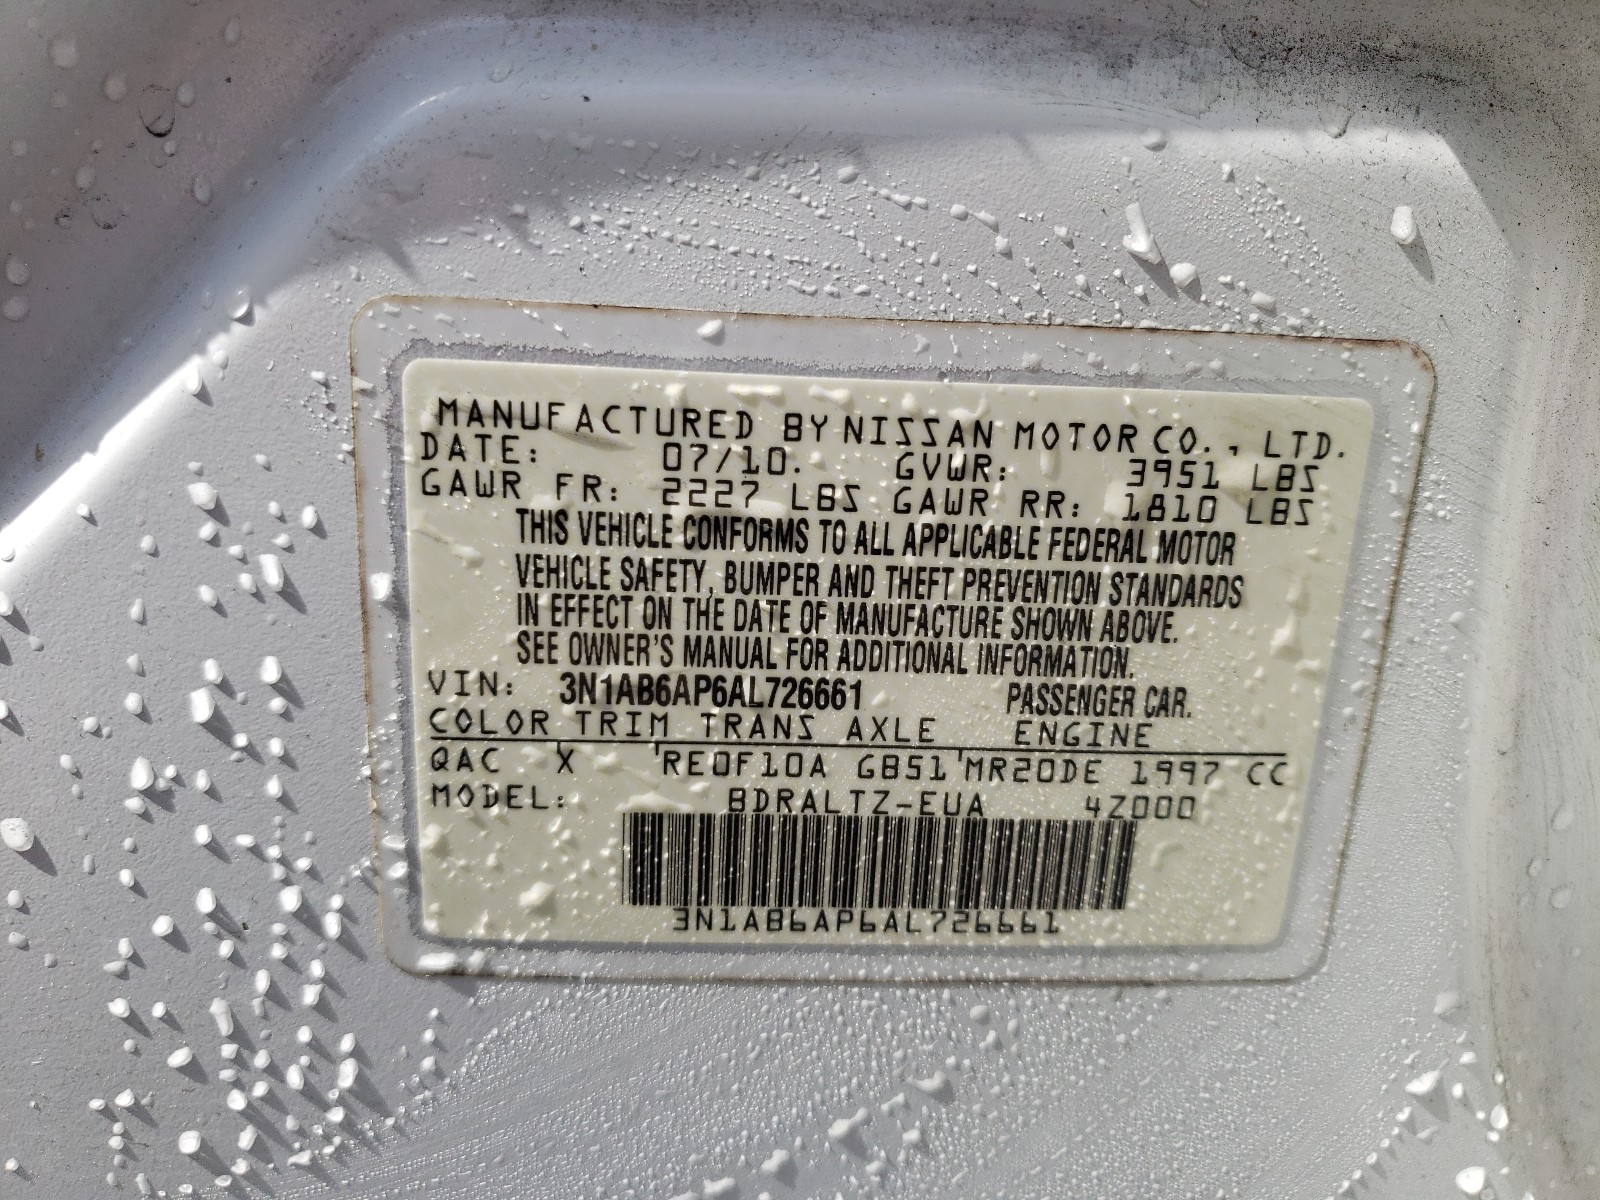 MANUFACTURED BY NISSAN MOTOR CO., LTD.
DATE: 07/10. GVWR: 3951 LBS
GAWR FR: 2227 LBS GAWR RR: 1810 LBS
THIS VEHICLE CONFORMS TO ALL APPLICABLE FEDERAL MOTOR
VEHICLE SAFETY, BUMPER AND THEFT PREVENTION STANDARDS
IN EFFECT ON THE DATE OF MANUFACTURE SHOWN ABOVE.
SEE OWNER'S MANUAL FOR ADDITIONAL INFORMATION.
VIN: 3N1AB6AP6AL726661 PASSENGER CAR.
COLOR TRIM TRANS AXLE ENGINE
QAC X RE0F10A GB51 MR20DE 1997 CC
MODEL: BDRALTZ-EUA 4Z000
3N1AB6AP6AL726661